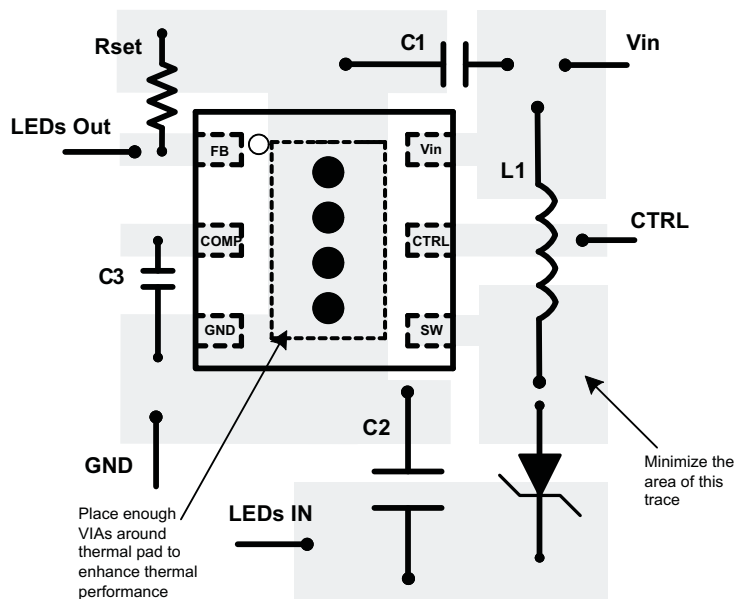 Rset
C1
Vin
LEDs Out
FB
Vin
L1
COMP
CTRL
CTRL
C3
GND
SW
C2
GND
Minimize the
area of this
trace
LEDs IN
Place enough
VIAs around
thermal pad to
enhance thermal
performance